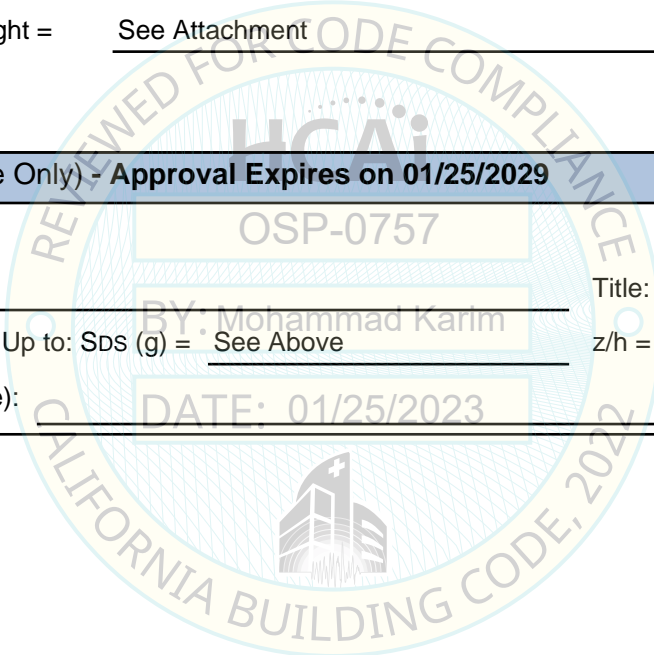 ght = See Attachment
REVIEWED FOR CODE COMPLIANCE
HCAi
e Only) - Approval Expires on 01/25/2029
OSP-0757
Title:
BY: Mohammad Karim
Up to: SDS (g) = See Above z/h =
e):
DATE: 01/25/2023
CALIFORNIA BUILDING CODE, 2022